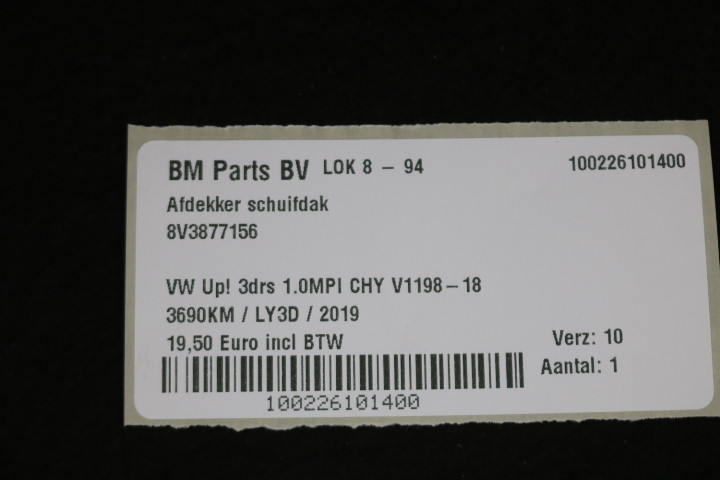 BM Parts BV LOK 8 - 94 100226101400
Afdekker schuifdak
8V3877156
VW Up! 3drs 1.0MPI CHY V1198-18
3690KM / LY3D / 2019
19,50 Euro incl BTW
Verz: 10
Aantal: 1
100226101400